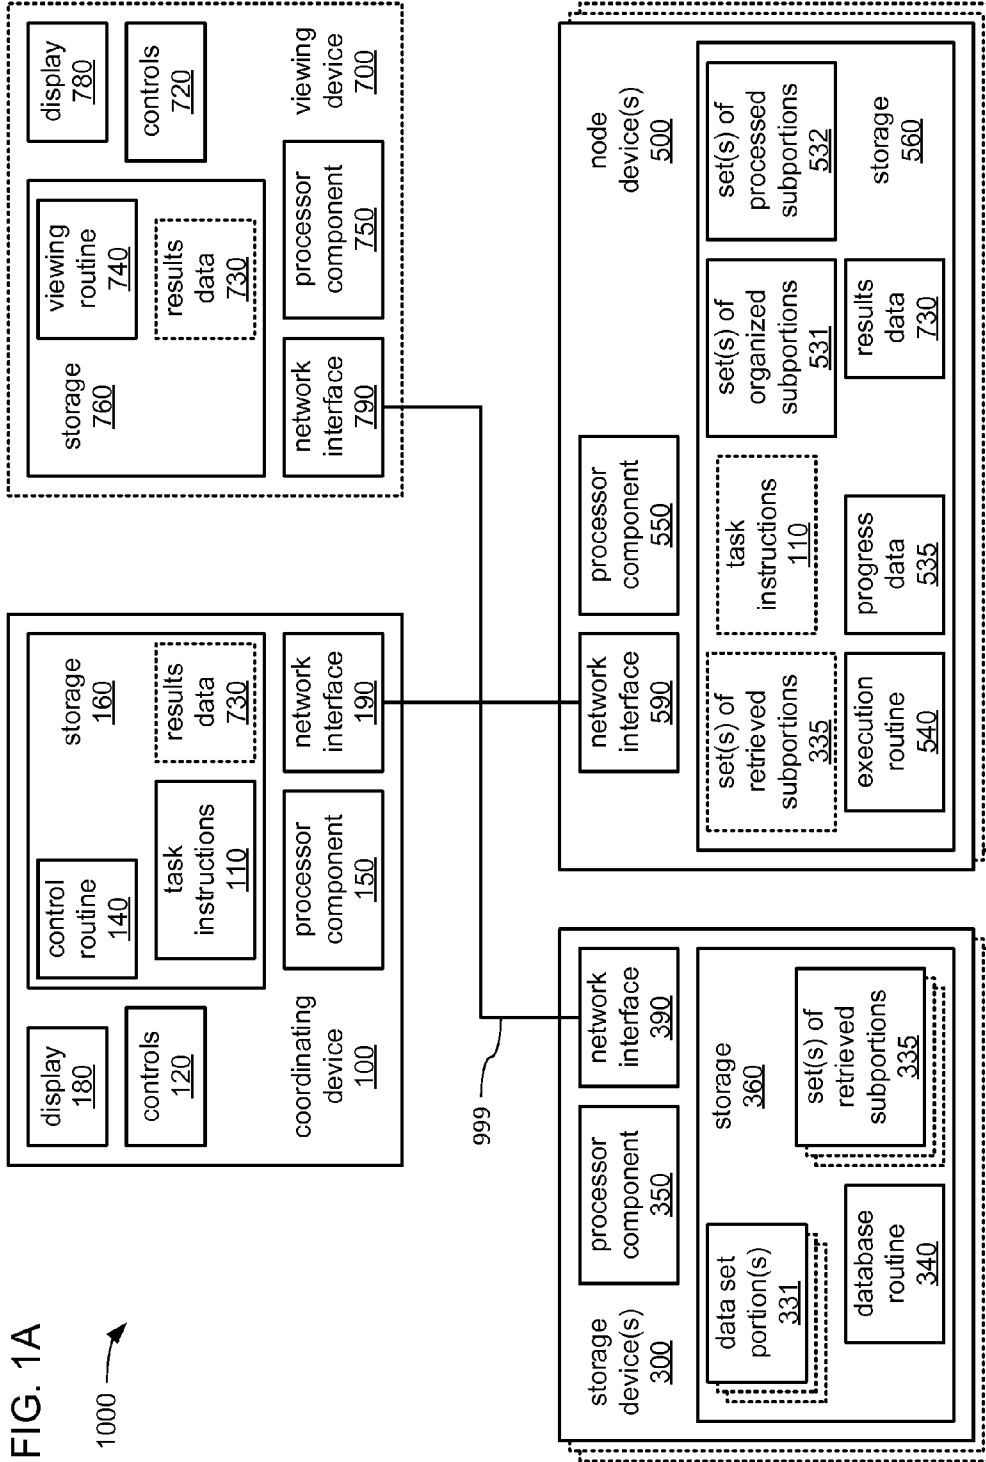 FIG. 1A
1000
display
180
controls
120
coordinating
device
100
control
routine
140
storage
160
task
instructions
110
results
data
730
processor
component
150
network
interface
190
storage
760
viewing
routine
740
results
data
730
display
780
controls
720
network
interface
790
processor
component
750
viewing
device
700
999
storage
device(s)
300
processor
component
350
network
interface
390
data set
portion(s)
331
storage
360
database
routine
340
set(s) of
retrieved
subportions
335
network
interface
590
processor
component
550
node
device(s)
500
set(s) of
retrieved
subportions
335
task
instructions
110
set(s) of
organized
subportions
531
set(s) of
processed
subportions
532
execution
routine
540
progress
data
535
results
data
730
storage
560